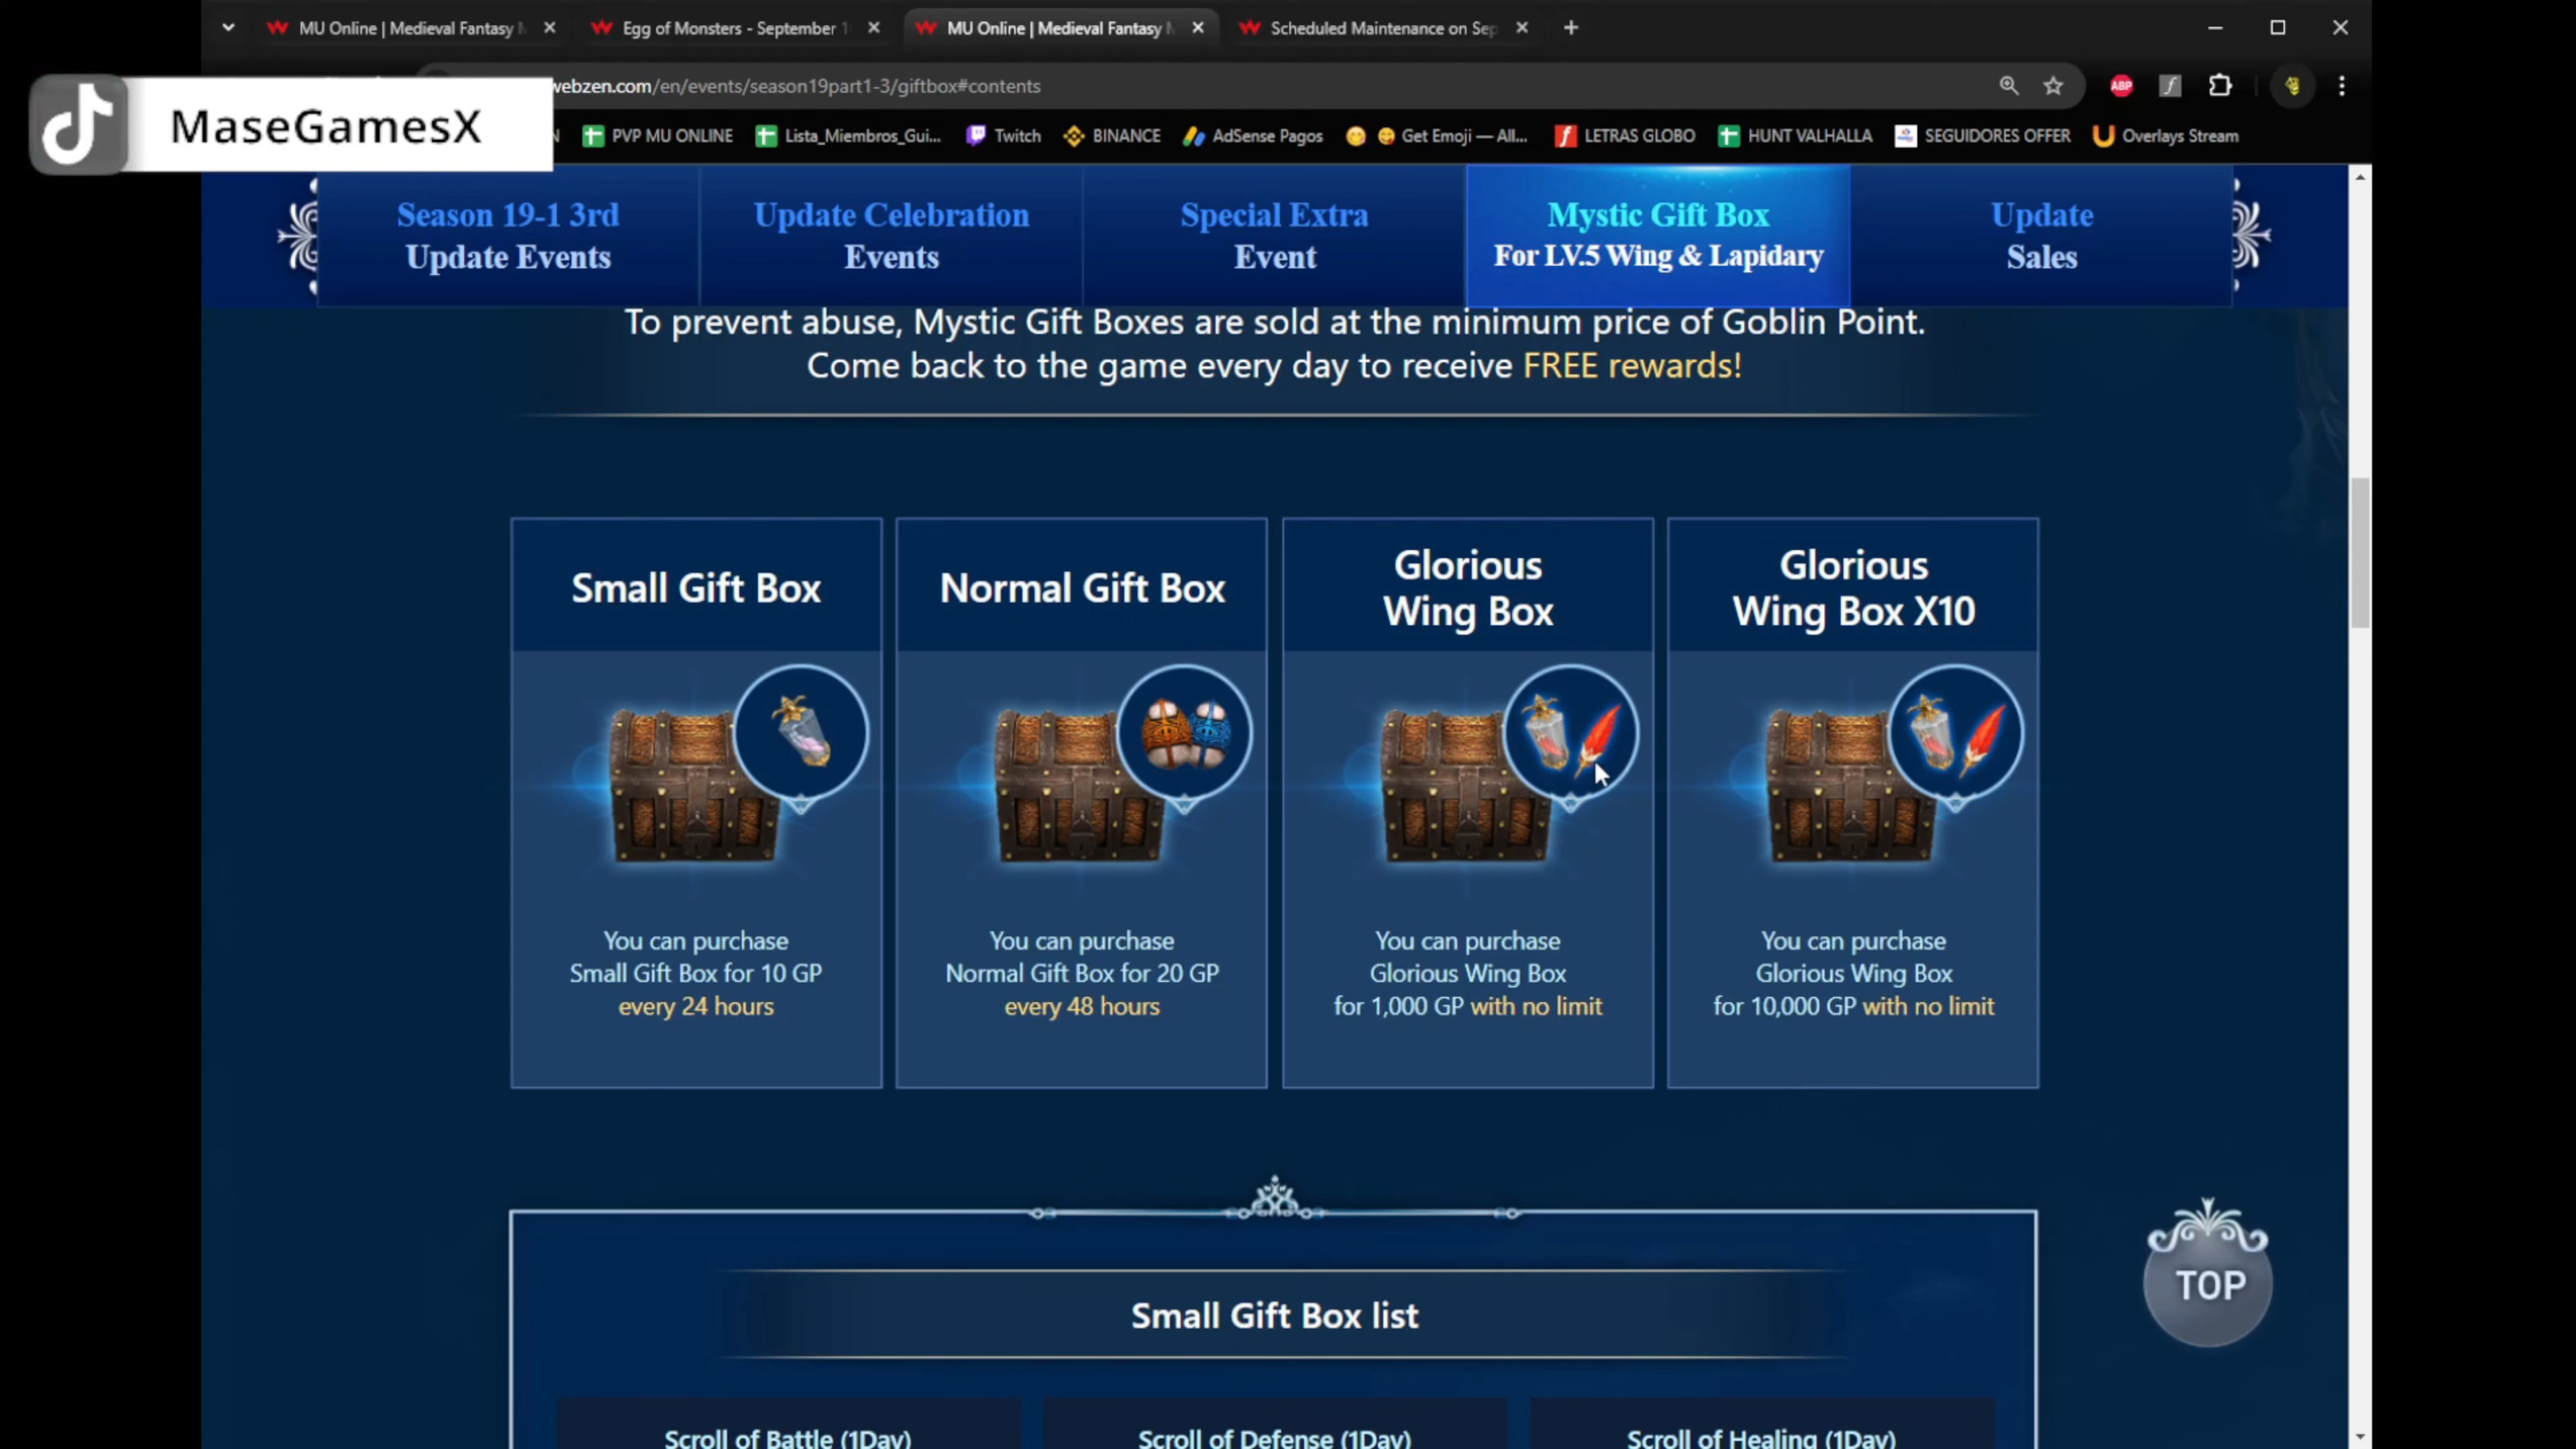 MU Online | Medieval Fantasy
Egg of Monsters - September 1
MU Online | Medieval Fantasy
Scheduled Maintenance on Sep
MaseGamesX
webzen.com/en/events/season19part1-3/giftbox#contents
PVP MU ONLINE
Lista_Miembros_Gui...
Twitch
BINANCE
AdSense Pagos
Get Emoji — All...
LETRAS GLOBO
HUNT VALHALLA
SEGUIDORES OFFER
Overlays Stream
ABP
Season 19-1 3rd
Update Events
Update Celebration
Events
Special Extra
Event
Mystic Gift Box
For LV.5 Wing & Lapidary
Update
Sales
To prevent abuse, Mystic Gift Boxes are sold at the minimum price of Goblin Point.
Come back to the game every day to receive FREE rewards!
Small Gift Box
You can purchase
Small Gift Box for 10 GP
every 24 hours
Normal Gift Box
You can purchase
Normal Gift Box for 20 GP
every 48 hours
Glorious
Wing Box
You can purchase
Glorious Wing Box
for 1,000 GP with no limit
Glorious
Wing Box X10
You can purchase
Glorious Wing Box
for 10,000 GP with no limit
TOP
Small Gift Box list
Scroll of Battle (1Day)
Scroll of Defense (1Day)
Scroll of Healing (1Day)